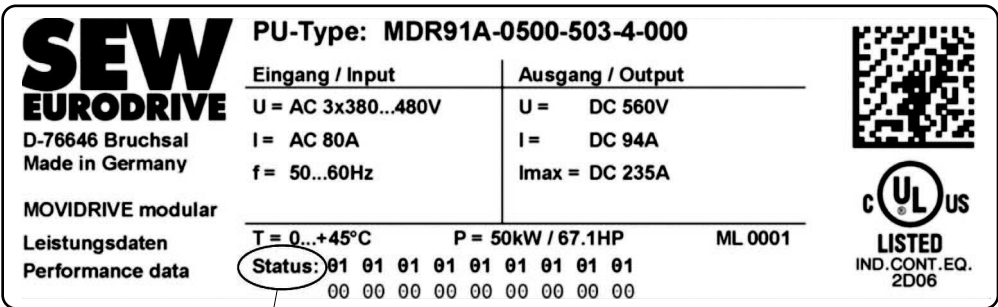 SEW
EURODRIVE
D-76646 Bruchsal
Made in Germany
MOVIDRIVE modular
Leistungsdaten
Performance data
PU-Type: MDR91A-0500-503-4-000
Eingang / Input
U = AC 3x380...480V
I = AC 80A
f = 50...60Hz
Ausgang / Output
U = DC 560V
I = DC 94A
Imax = DC 235A
T = 0...+45°C P = 50kW / 67.1HP ML 0001
Status: 01 01 01 01 01 01 01 01 01
00 00 00 00 00 00 00 00 00
C UL ® US
LISTED
IND.CONT.EQ.
2D06